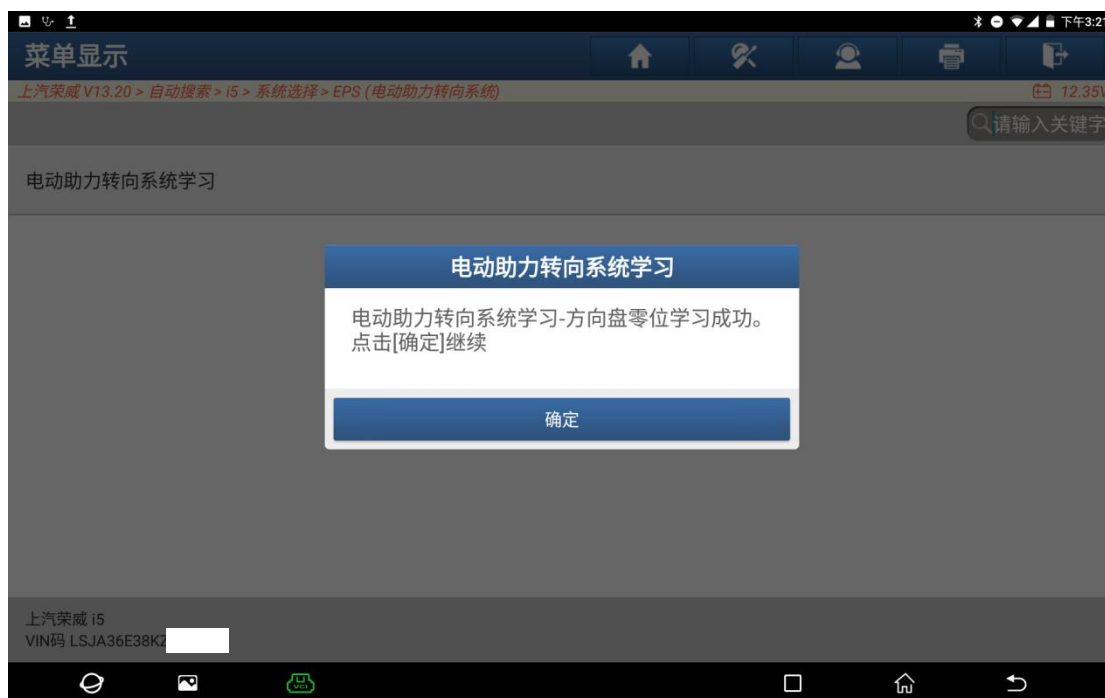 下午3:21
菜单显示
上汽荣威 V13.20 > 自动搜索 > i5 > 系统选择 > EPS (电动助力转向系统)
12.35V
请输入关键字
电动助力转向系统学习
电动助力转向系统学习
电动助力转向系统学习-方向盘零位学习成功。
点击[确定]继续
确定
上汽荣威 i5
VIN码 LSJA36E38KZ
VCI